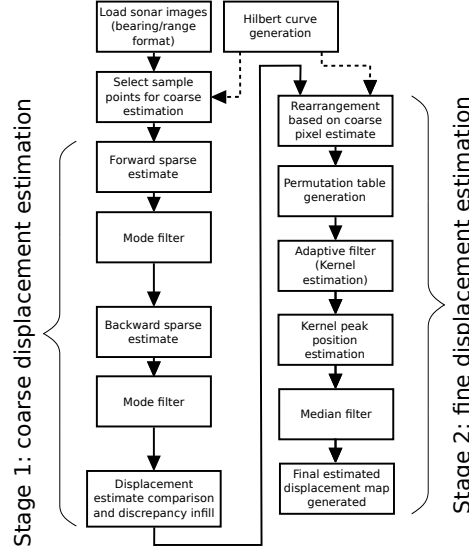 Load sonar images
(bearing/range
format)
Hilbert curve
generation
Select sample
points for coarse
estimation
Stage 1: coarse displacement estimation
Forward sparse
estimate
Mode filter
Backward sparse
estimate
Mode filter
Displacement
estimate comparison
and discrepancy infill
Rearrangement
based on coarse
pixel estimate
Permutation table
generation
Adaptive filter
(Kernel
estimation)
Kernel peak
position
estimation
Median filter
Final estimated
displacement map
generated
Stage 2: fine displacement estimation